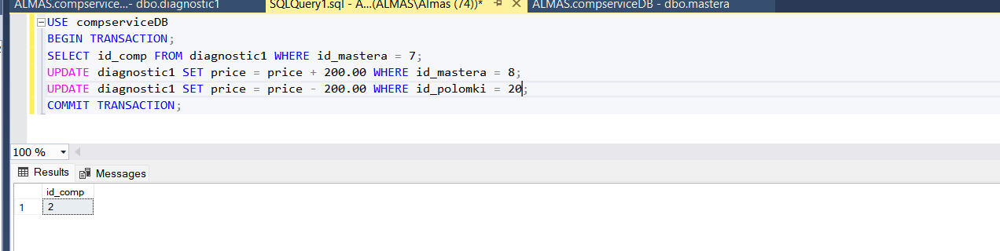 ALMAS.compservice...- dbo.diagnostic1
SQLQuery1.sql - A...(ALMAS\Almas (74))*
ALMAS.compserviceDB - dbo.mastera
USE compserviceDB
BEGIN TRANSACTION;
SELECT id_comp FROM diagnostic1 WHERE id_mastera = 7;
UPDATE diagnostic1 SET price = price + 200.00 WHERE id_mastera = 8;
UPDATE diagnostic1 SET price = price - 200.00 WHERE id_polomki = 20;
COMMIT TRANSACTION;
100 %
Results
Messages
id_comp
1 2